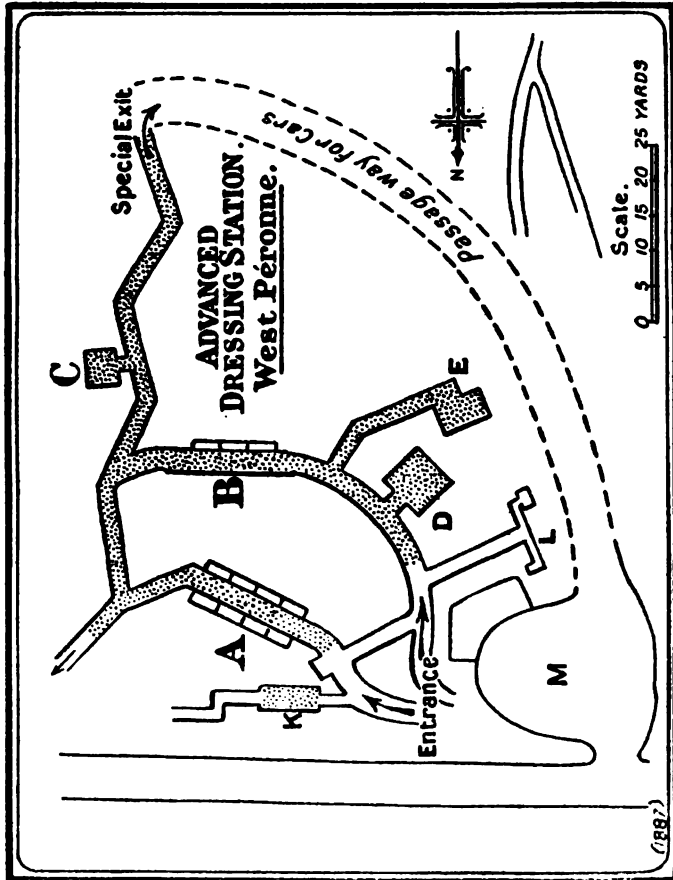 ADVANCED
DRESSING STATION.
West Péronne.
Special Exit
Passage way For Cars
C
B
A
E
D
L
K
M
Entrance
N
Scale.
0 5 10 15 20 25 YARDS
(1887)